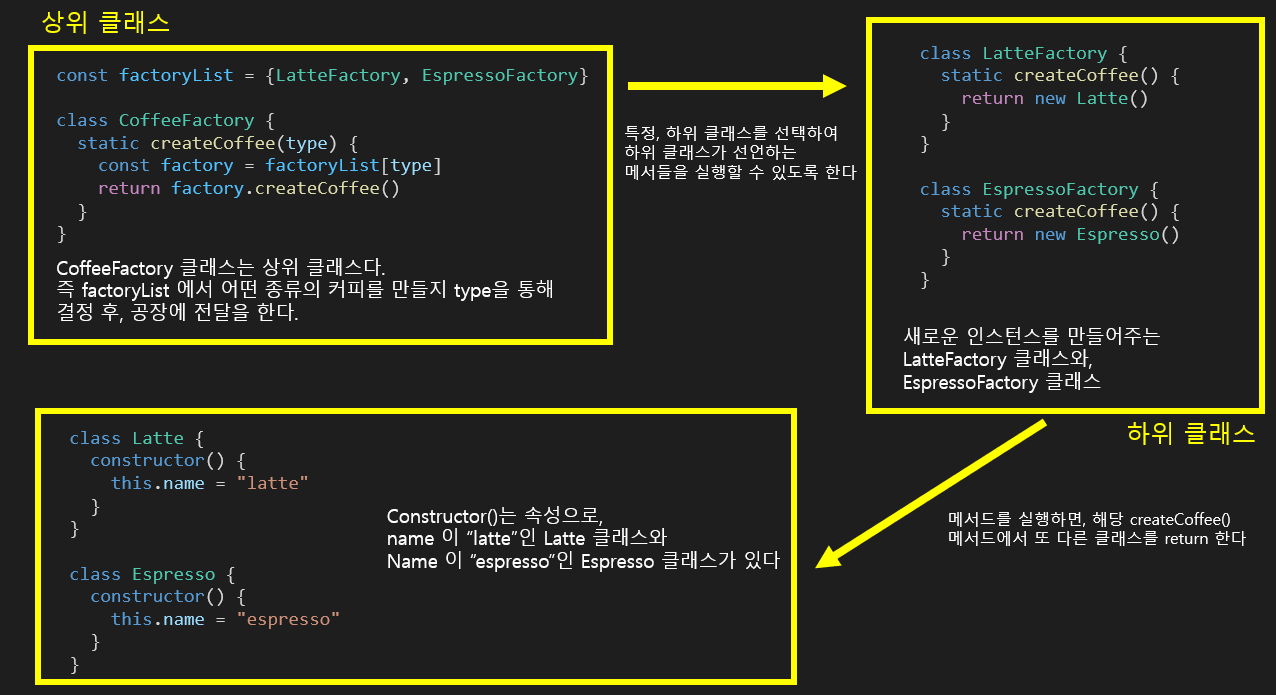 상위 클래스
const factoryList = {LatteFactory, EspressoFactory}
class CoffeeFactory {
static createCoffee(type) {
const factory = factoryList[type]
return factory.createCoffee()
}
}
CoffeeFactory 클래스는 상위 클래스다.
즉 factoryList 에서 어떤 종류의 커피를 만들지 type을 통해
결정 후, 공장에 전달을 한다.
특정, 하위 클래스를 선택하여
하위 클래스가 선언하는
메서들을 실행할 수 있도록 한다
class LatteFactory {
static createCoffee() {
return new Latte()
}
}
class EspressoFactory {
static createCoffee() {
return new Espresso()
}
}
새로운 인스턴스를 만들어주는
LatteFactory 클래스와,
EspressoFactory 클래스
하위 클래스
메서드를 실행하면, 해당 createCoffee()
메서드에서 또 다른 클래스를 return 한다
class Latte {
constructor() {
this.name = "latte"
}
}
class Espresso {
constructor() {
this.name = "espresso"
}
}
Constructor()는 속성으로,
name 이 “latte”인 Latte 클래스와
Name 이 “espresso”인 Espresso 클래스가 있다